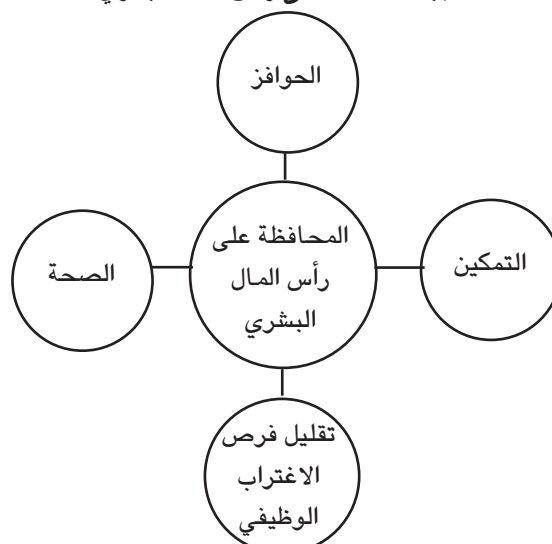 الحوافز
المحافظة على
رأس المال
البشري
التمكين
الصحة
تقليل فرص
الاغتراب
الوظيفي